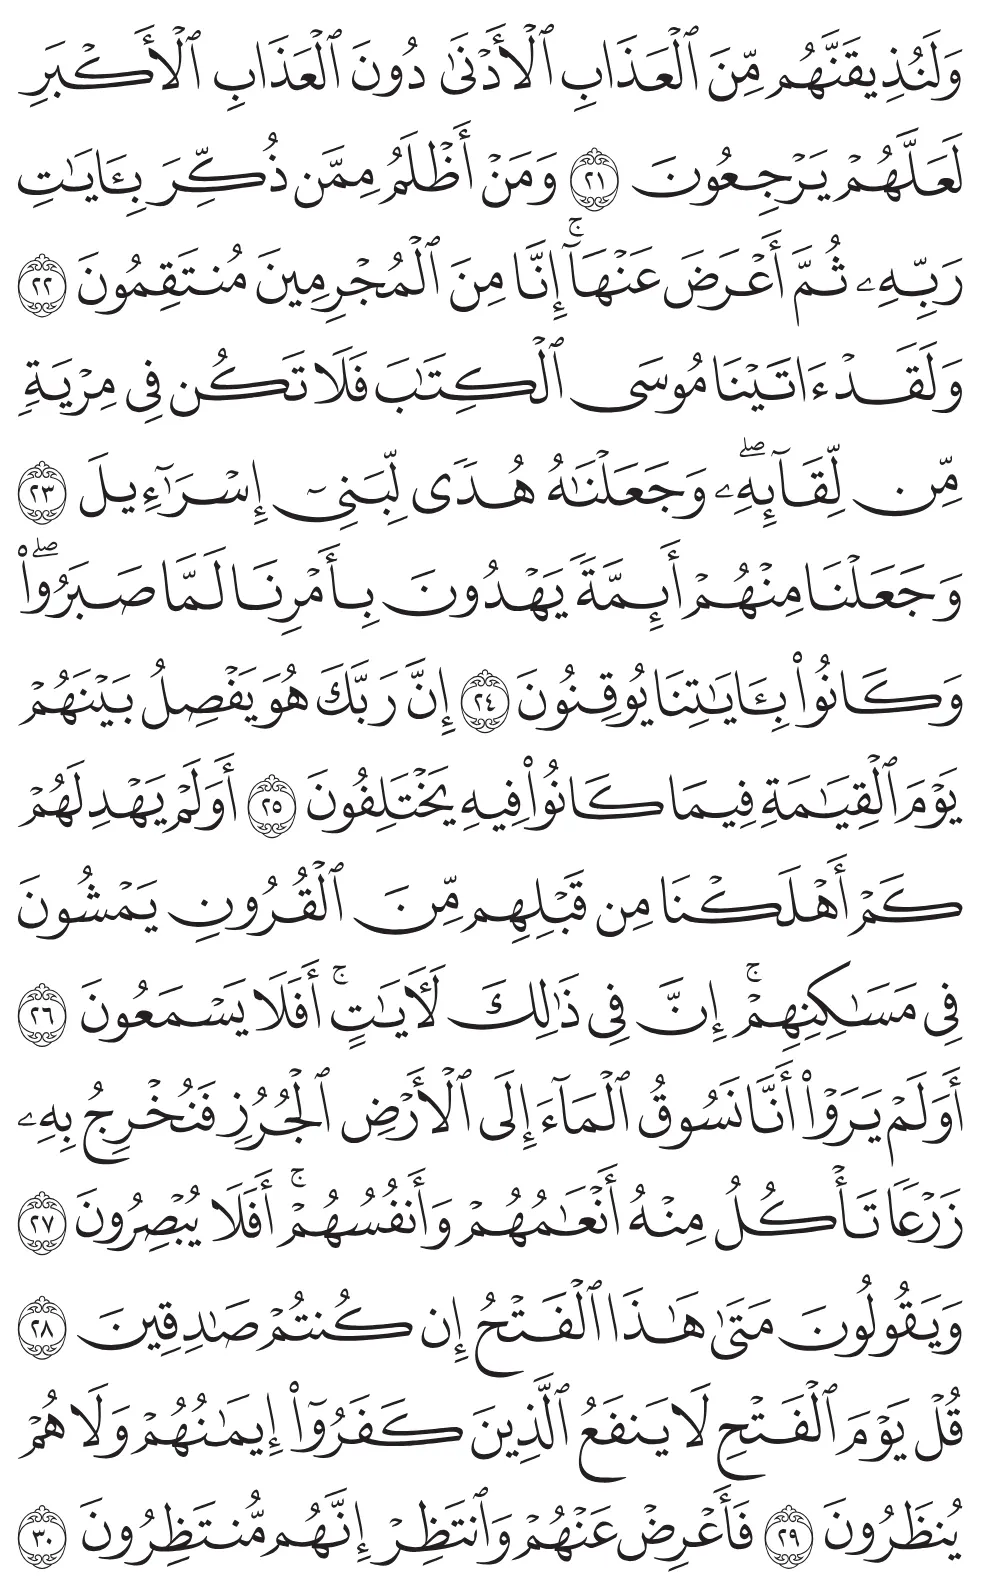 وَلَنُذِيقَنَّهُم مِّنَ ٱلْعَذَابِ ٱلْأَدْنَىٰ دُونَ ٱلْعَذَابِ ٱلْأَكْبَرِ
لَعَلَّهُمْ يَرْجِعُونَ ٢١ وَمَنْ أَظْلَمُ مِمَّن ذُكِّرَ بِـَٔايَـٰتِ
رَبِّهِۦ ثُمَّ أَعْرَضَ عَنْهَآ ۚ إِنَّا مِنَ ٱلْمُجْرِمِينَ مُنتَقِمُونَ ٢٢
وَلَقَدْ ءَاتَيْنَا مُوسَى ٱلْكِتَـٰبَ فَلَا تَكُن فِى مِرْيَةٍ
مِّن لِّقَآئِهِۦ ۖ وَجَعَلْنَـٰهُ هُدًى لِّبَنِىٓ إِسْرَٰٓءِيلَ ٢٣
وَجَعَلْنَا مِنْهُمْ أَئِمَّةً يَهْدُونَ بِأَمْرِنَا لَمَّا صَبَرُوا۟ ۖ
وَكَانُوا۟ بِـَٔايَـٰتِنَا يُوقِنُونَ ٢٤ إِنَّ رَبَّكَ هُوَ يَفْصِلُ بَيْنَهُمْ
يَوْمَ ٱلْقِيَـٰمَةِ فِيمَا كَانُوا۟ فِيهِ يَخْتَلِفُونَ ٢٥ أَوَلَمْ يَهْدِ لَهُمْ
كَمْ أَهْلَكْنَا مِن قَبْلِهِم مِّنَ ٱلْقُرُونِ يَمْشُونَ
فِى مَسَـٰكِنِهِمْ ۚ إِنَّ فِى ذَٰلِكَ لَـَٔايَـٰتٍ ۚ أَفَلَا يَسْمَعُونَ ٢٦
أَوَلَمْ يَرَوْا۟ أَنَّا نَسُوقُ ٱلْمَآءَ إِلَى ٱلْأَرْضِ ٱلْجُرُزِ فَنُخْرِجُ بِهِۦ
زَرْعًا تَأْكُلُ مِنْهُ أَنْعَـٰمُهُمْ وَأَنفُسُهُمْ ۚ أَفَلَا يُبْصِرُونَ ٢٧
وَيَقُولُونَ مَتَىٰ هَـٰذَا ٱلْفَتْحُ إِن كُنتُمْ صَـٰدِقِينَ ٢٨
قُلْ يَوْمَ ٱلْفَتْحِ لَا يَنفَعُ ٱلَّذِينَ كَفَرُوٓا۟ إِيمَـٰنُهُمْ وَلَا هُمْ
يُنظَرُونَ ٢٩ فَأَعْرِضْ عَنْهُمْ وَٱنتَظِرْ إِنَّهُم مُّنتَظِرُونَ ٣٠